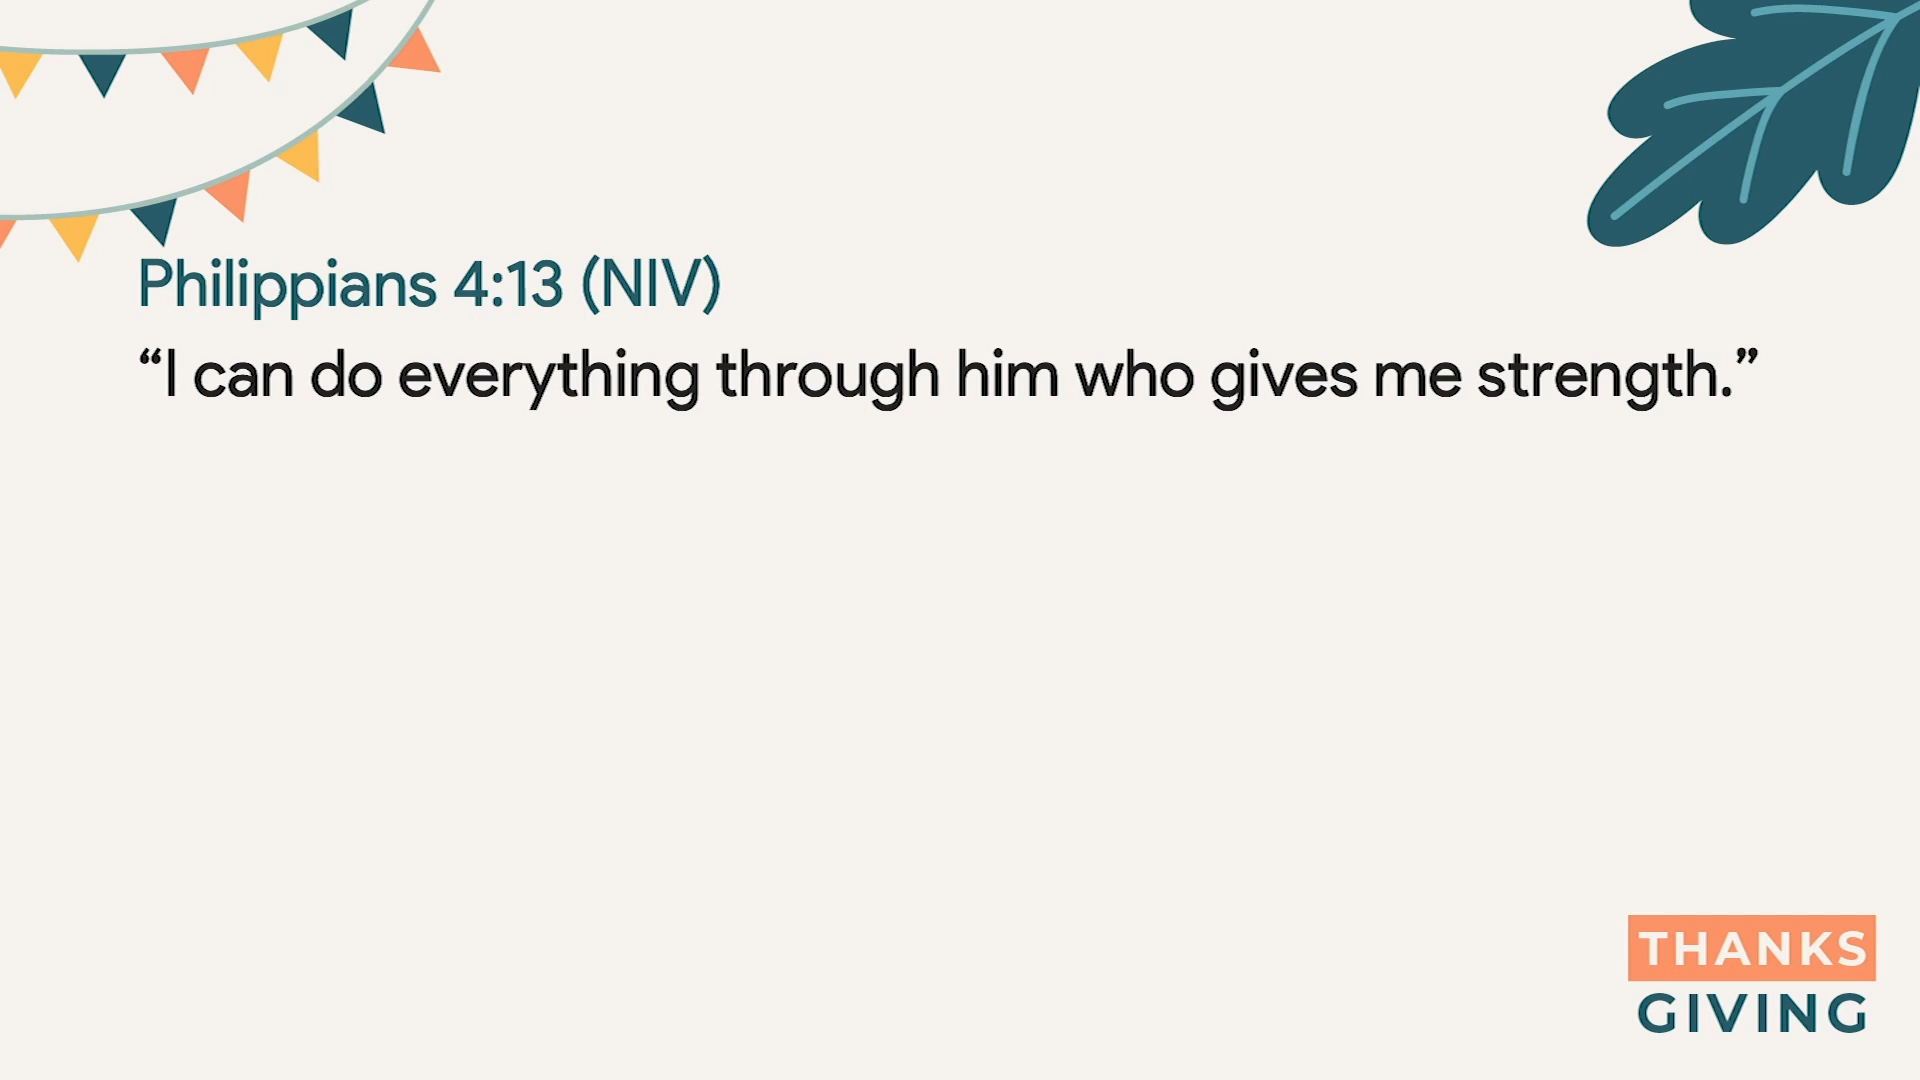 Philippians 4:13 (NIV)
“I can do everything through him who gives me strength.”
THANKS
GIVING